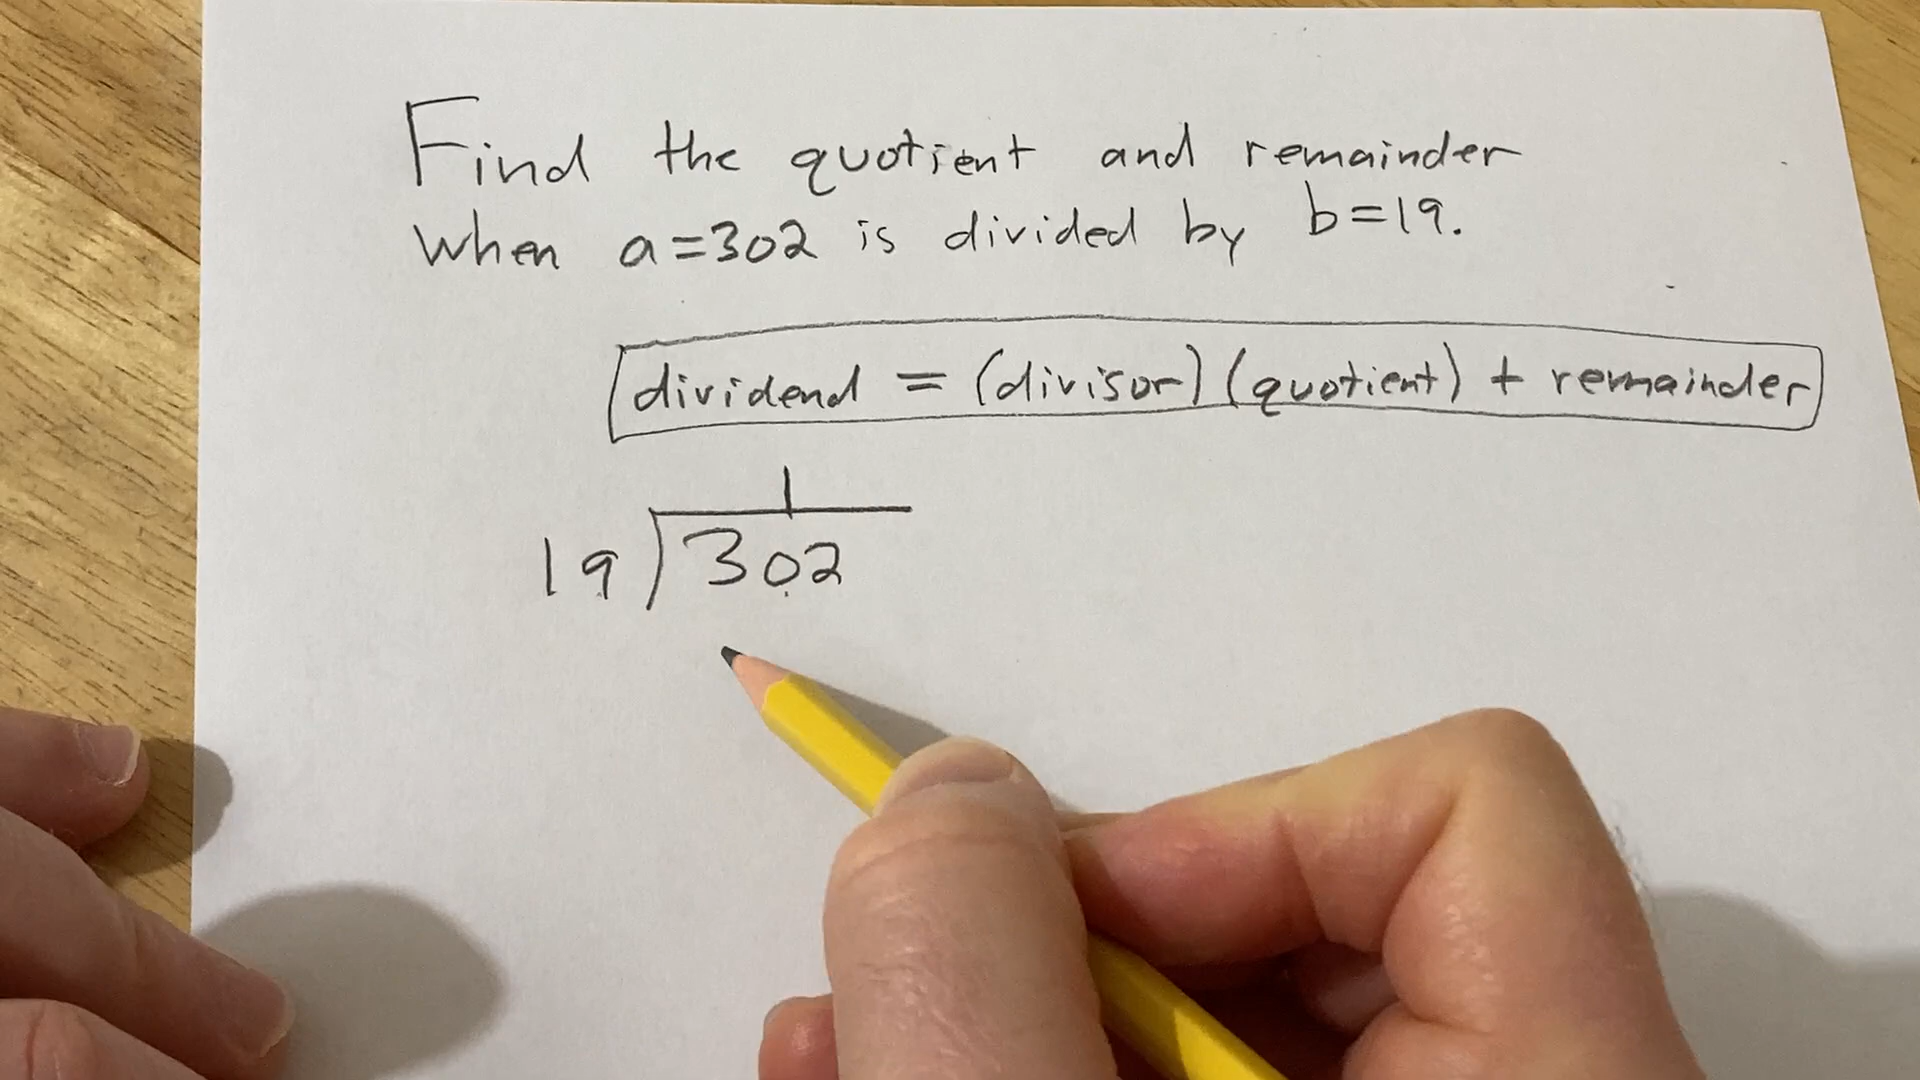 Find the quotient and remainder
when a=302 is divided by b=19.
dividend = (divisor)(quotient) + remainder
1
19)302